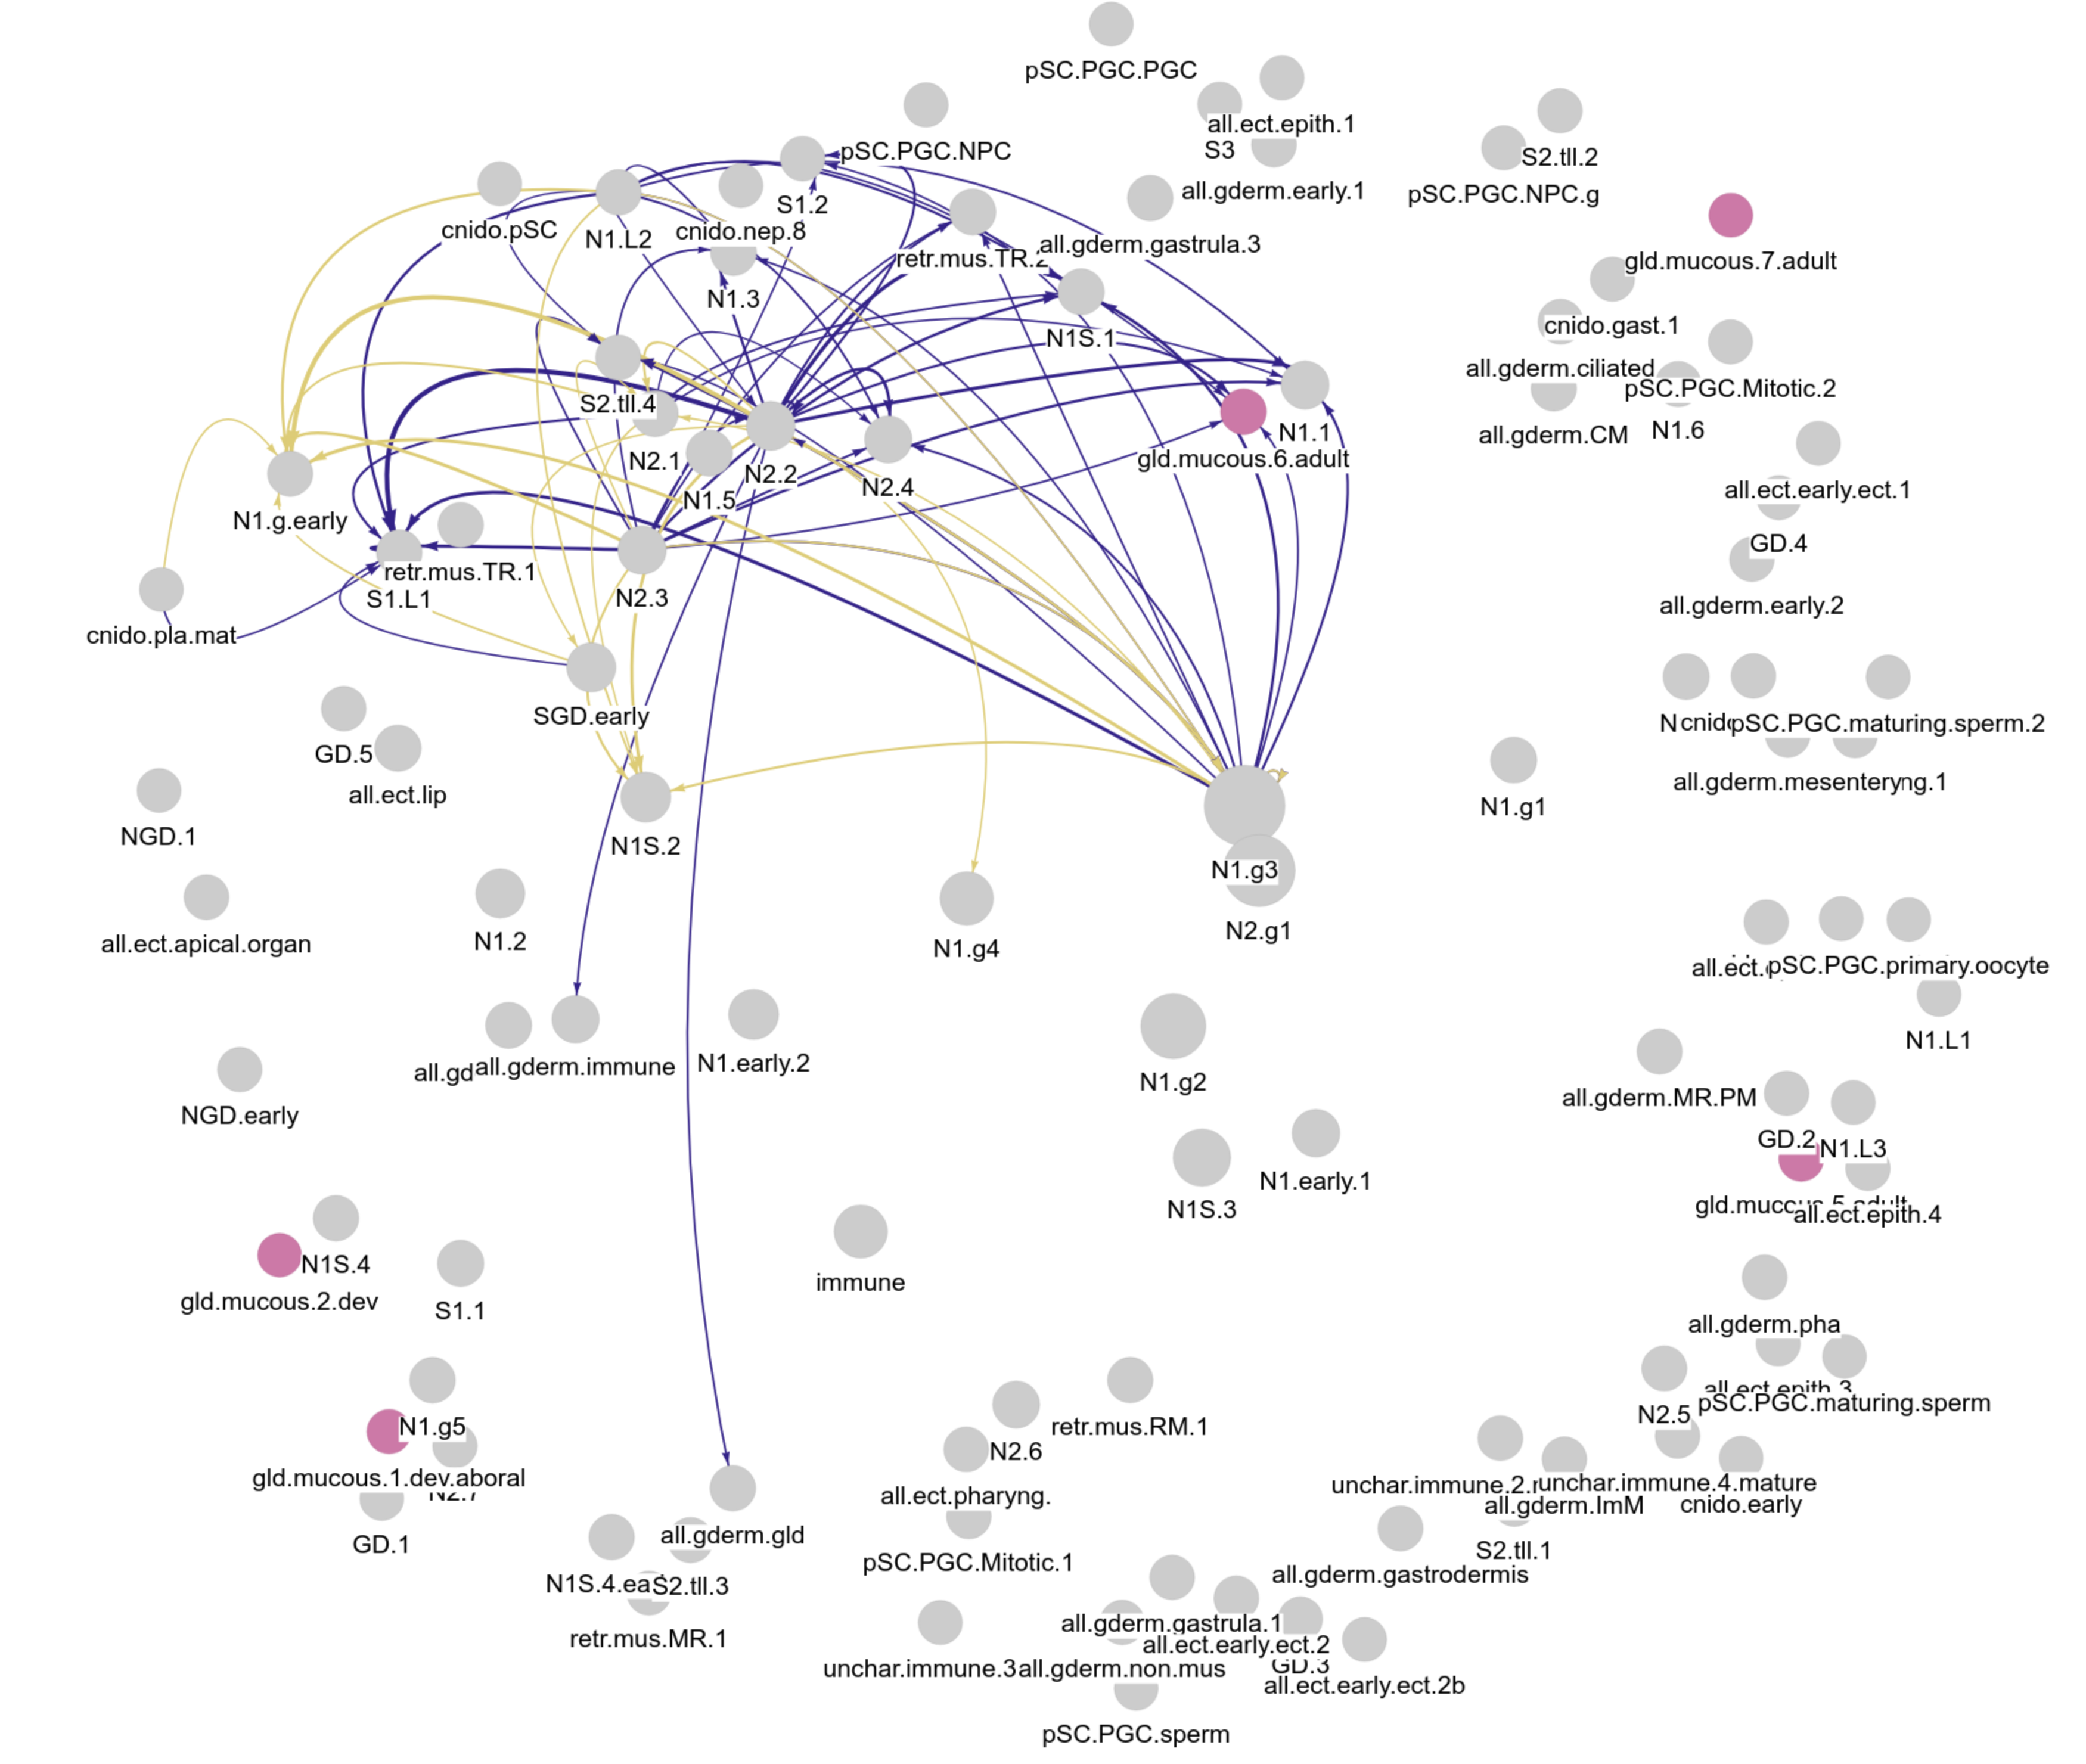 pSC.PGC.PGC
all.ect.epith.1
S3
pSC.PGC.NPC
S2.tll.2
all.gderm.early.1
pSC.PGC.NPC.g
S1.2
cnido.pSC
cnido.nep.8
N1.L2
all.gderm.gastrula.3
retr.mus.TR.2
gld.mucous.7.adult
N1.3
cnido.gast.1
N1S.1
all.gderm.ciliated
pSC.PGC.Mitotic.2
S2.tll.4
N1.1
N1.6
all.gderm.CM
gld.mucous.6.adult
N2.1
N2.2
N2.4
all.ect.early.ect.1
N1.5
N1.g.early
GD.4
retr.mus.TR.1
S1.L1
N2.3
all.gderm.early.2
cnido.pla.mat
SGD.early
N
pSC.PGC.maturing.sperm.2
GD.5
all.gderm.mesentery
ng.1
all.ect.lip
N1.g1
NGD.1
N1S.2
N1.g3
N2.g1
all.ect.apical.organ
N1.2
N1.g4
all.ect.
pSC.PGC.primary.oocyte
N1.L1
all.gd
all.gderm.immune
N1.early.2
N1.g2
all.gderm.MR.PM
NGD.early
GD.2
N1.L3
N1.early.1
N1S.3
all.ect.epith.4
N1S.4
immune
gld.mucous.2.dev
S1.1
all.gderm.pha
all.ect.epith.3
pSC.PGC.maturing.sperm
N2.5
N1.g5
retr.mus.RM.1
N2.6
gld.mucous.1.dev.aboral
unchar.immune.2.
unchar.immune.4.mature
all.ect.pharyng.
all.gderm.ImM
cnido.early
all.gderm.gld
GD.1
S2.tll.1
pSC.PGC.Mitotic.1
all.gderm.gastrodermis
N1S.4.ea
S2.tll.3
all.gderm.gastrula.1
retr.mus.MR.1
all.ect.early.ect.2
GD.3
unchar.immune.3
all.gderm.non.mus
all.ect.early.ect.2b
pSC.PGC.sperm